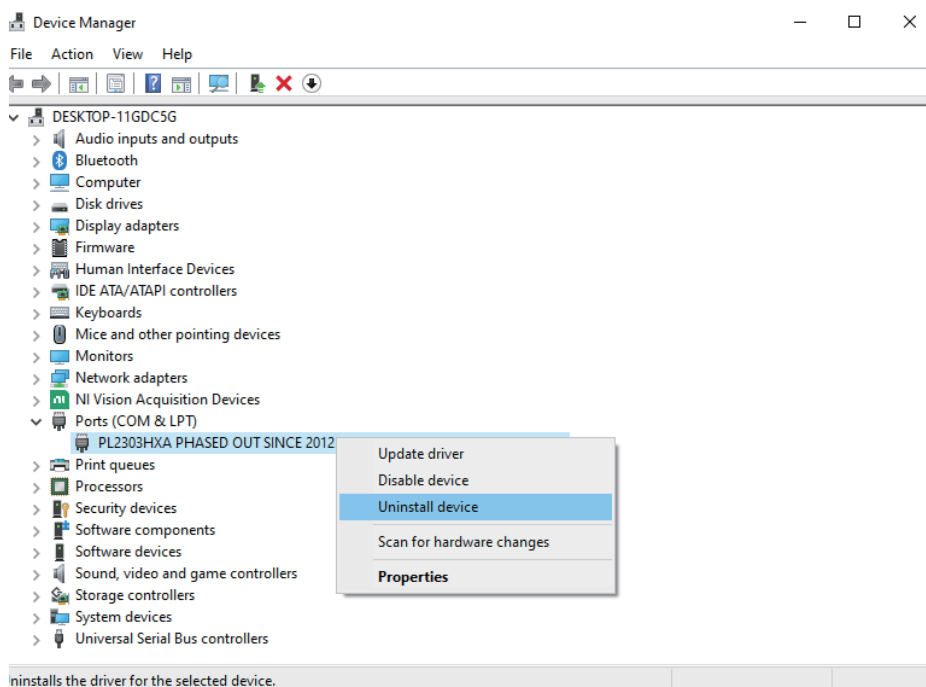 Device Manager
File Action View Help
DESKTOP-11GDC5G
Audio inputs and outputs
Bluetooth
Computer
Disk drives
Display adapters
Firmware
Human Interface Devices
IDE ATA/ATAPI controllers
Keyboards
Mice and other pointing devices
Monitors
Network adapters
NI Vision Acquisition Devices
Ports (COM & LPT)
PL2303HXA PHASED OUT SINCE 2012
Print queues
Processors
Security devices
Software components
Software devices
Sound, video and game controllers
Storage controllers
System devices
Universal Serial Bus controllers
Update driver
Disable device
Uninstall device
Scan for hardware changes
Properties
ninstalls the driver for the selected device.